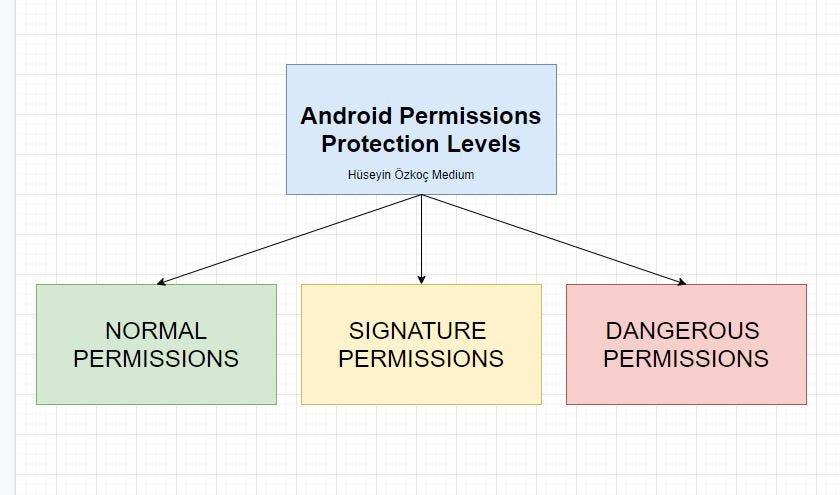 Android Permissions
Protection Levels
Hüseyin Özkoç Medium
NORMAL
PERMISSIONS
SIGNATURE
PERMISSIONS
DANGEROUS
PERMISSIONS